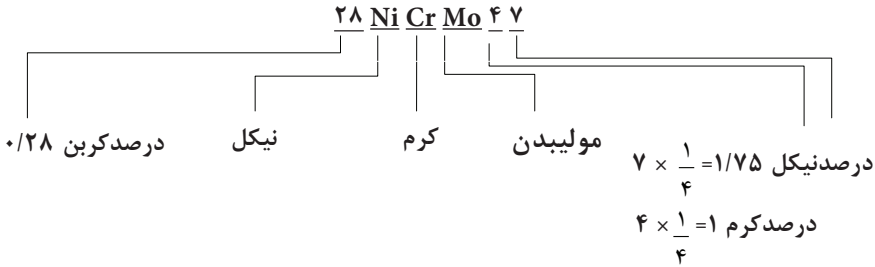 ۲۸ Ni Cr Mo ۴ ۷
درصدکربن ۰/۲۸
نیکل
کرم
مولیبدن
درصدنیکل ۱/۷۵= ۱/۴ × ۷
درصدکرم ۱= ۱/۴ × ۴